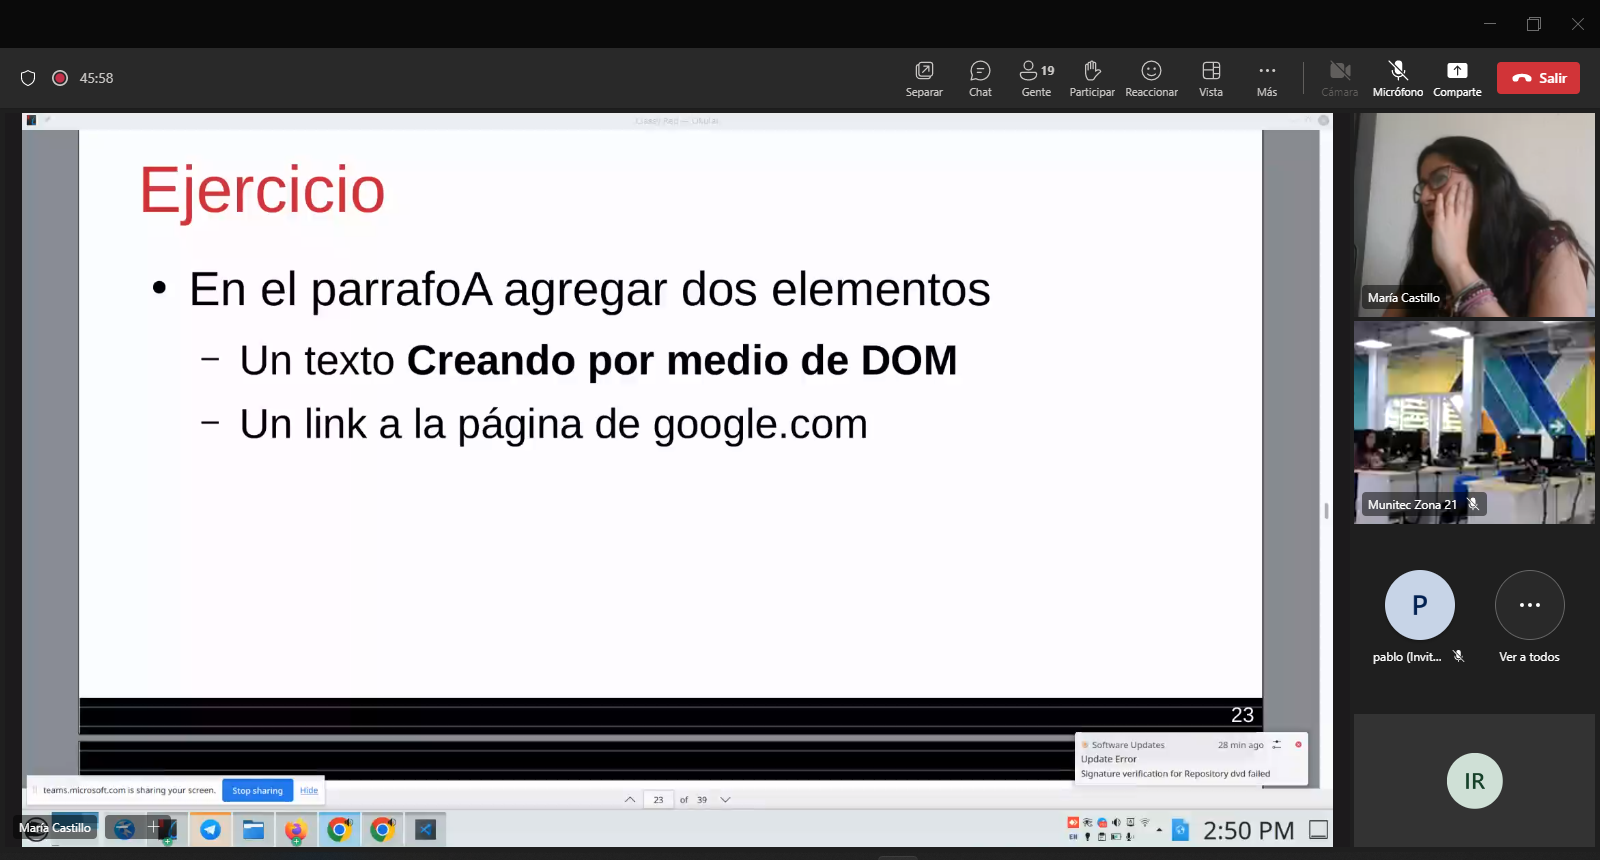 45:58
Separar
Chat
19
Gente
Participar
Reaccionar
Vista
Más
Cámara
Micrófono
Comparte
Salir
Ejercicio
• En el parrafoA agregar dos elementos
– Un texto Creando por medio de DOM
– Un link a la página de google.com
23
Software Updates 28 min ago
Update Error
Signature verification for Repository dvd failed
teams.microsoft.com is sharing your screen. Stop sharing Hide
23 of 39
María Castillo
EN
2:50 PM
María Castillo
Munitec Zona 21
P
pablo (Invit...
Ver a todos
IR